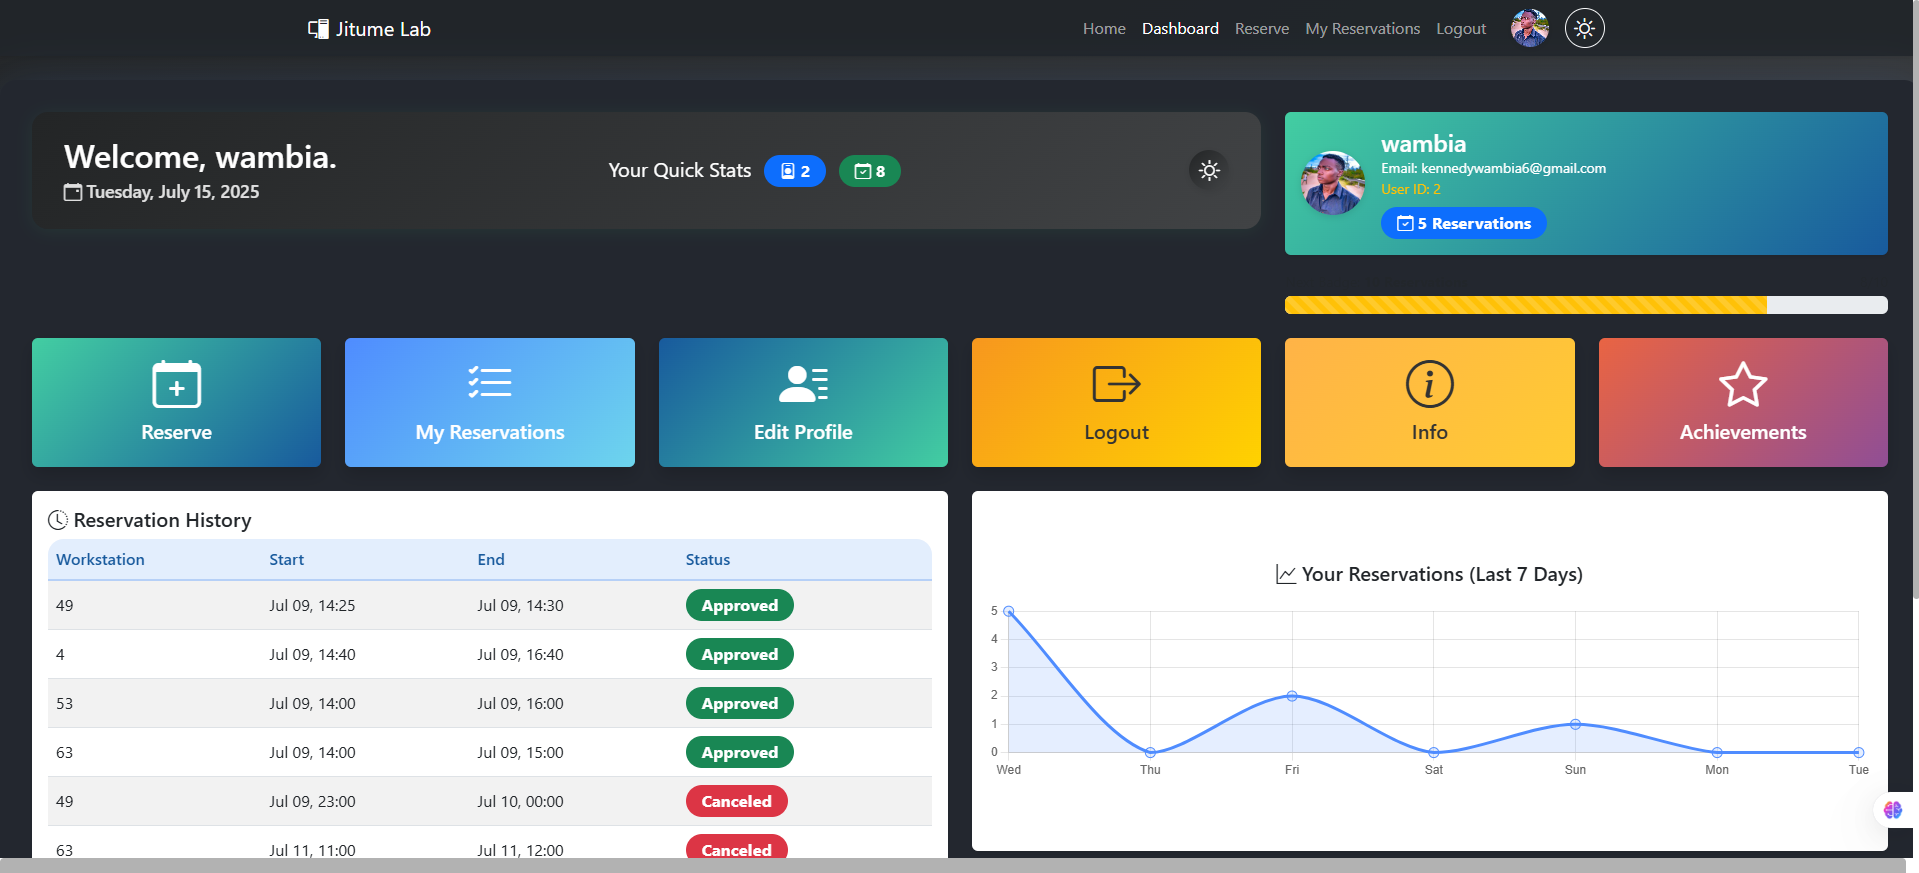 Jitume Lab
Home Dashboard Reserve My Reservations Logout
Welcome, wambia.
Tuesday, July 15, 2025
Your Quick Stats 2 8
wambia
Email: kennedywambia6@gmail.com
User ID: 2
5 Reservations
Reserve
My Reservations
Edit Profile
Logout
Info
Achievements
Reservation History
Workstation Start End Status
49 Jul 09, 14:25 Jul 09, 14:30 Approved
4 Jul 09, 14:40 Jul 09, 16:40 Approved
53 Jul 09, 14:00 Jul 09, 16:00 Approved
63 Jul 09, 14:00 Jul 09, 15:00 Approved
49 Jul 09, 23:00 Jul 10, 00:00 Canceled
63 Jul 11, 11:00 Jul 11, 12:00 Canceled
Your Reservations (Last 7 Days)
5
4
3
2
1
0
Wed Thu Fri Sat Sun Mon Tue